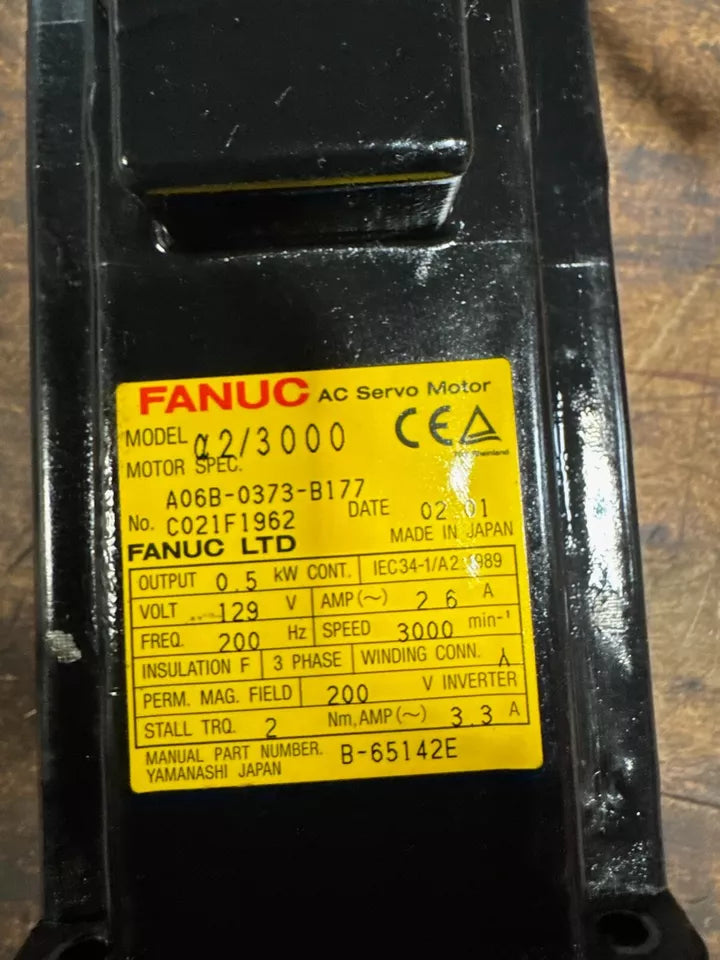 FANUC AC Servo Motor
MODEL α2/3000
CE
TÜV Rheinland
MOTOR SPEC.
A06B-0373-B177
No. C021F1962 DATE 02 01
FANUC LTD MADE IN JAPAN
OUTPUT 0.5 kW CONT. IEC34-1/A2 1989
VOLT 129 V AMP(~) 2.6 A
FREQ. 200 Hz SPEED 3000 min-¹
INSULATION F 3 PHASE WINDING CONN. Y
PERM. MAG. FIELD 200 V INVERTER
STALL TRQ. 2 Nm, AMP(~) 3.3 A
MANUAL PART NUMBER. B-65142E
YAMANASHI JAPAN